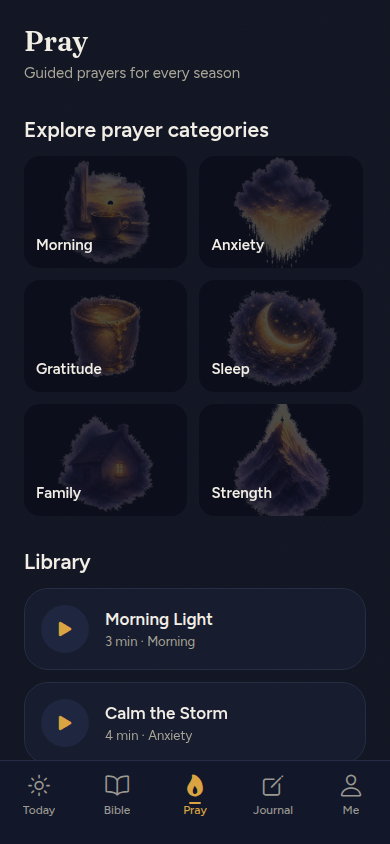 Pray
Guided prayers for every season
Explore prayer categories
Morning
Anxiety
Gratitude
Sleep
Family
Strength
Library
Morning Light
3 min · Morning
Calm the Storm
4 min · Anxiety
Today
Bible
Pray
Journal
Me